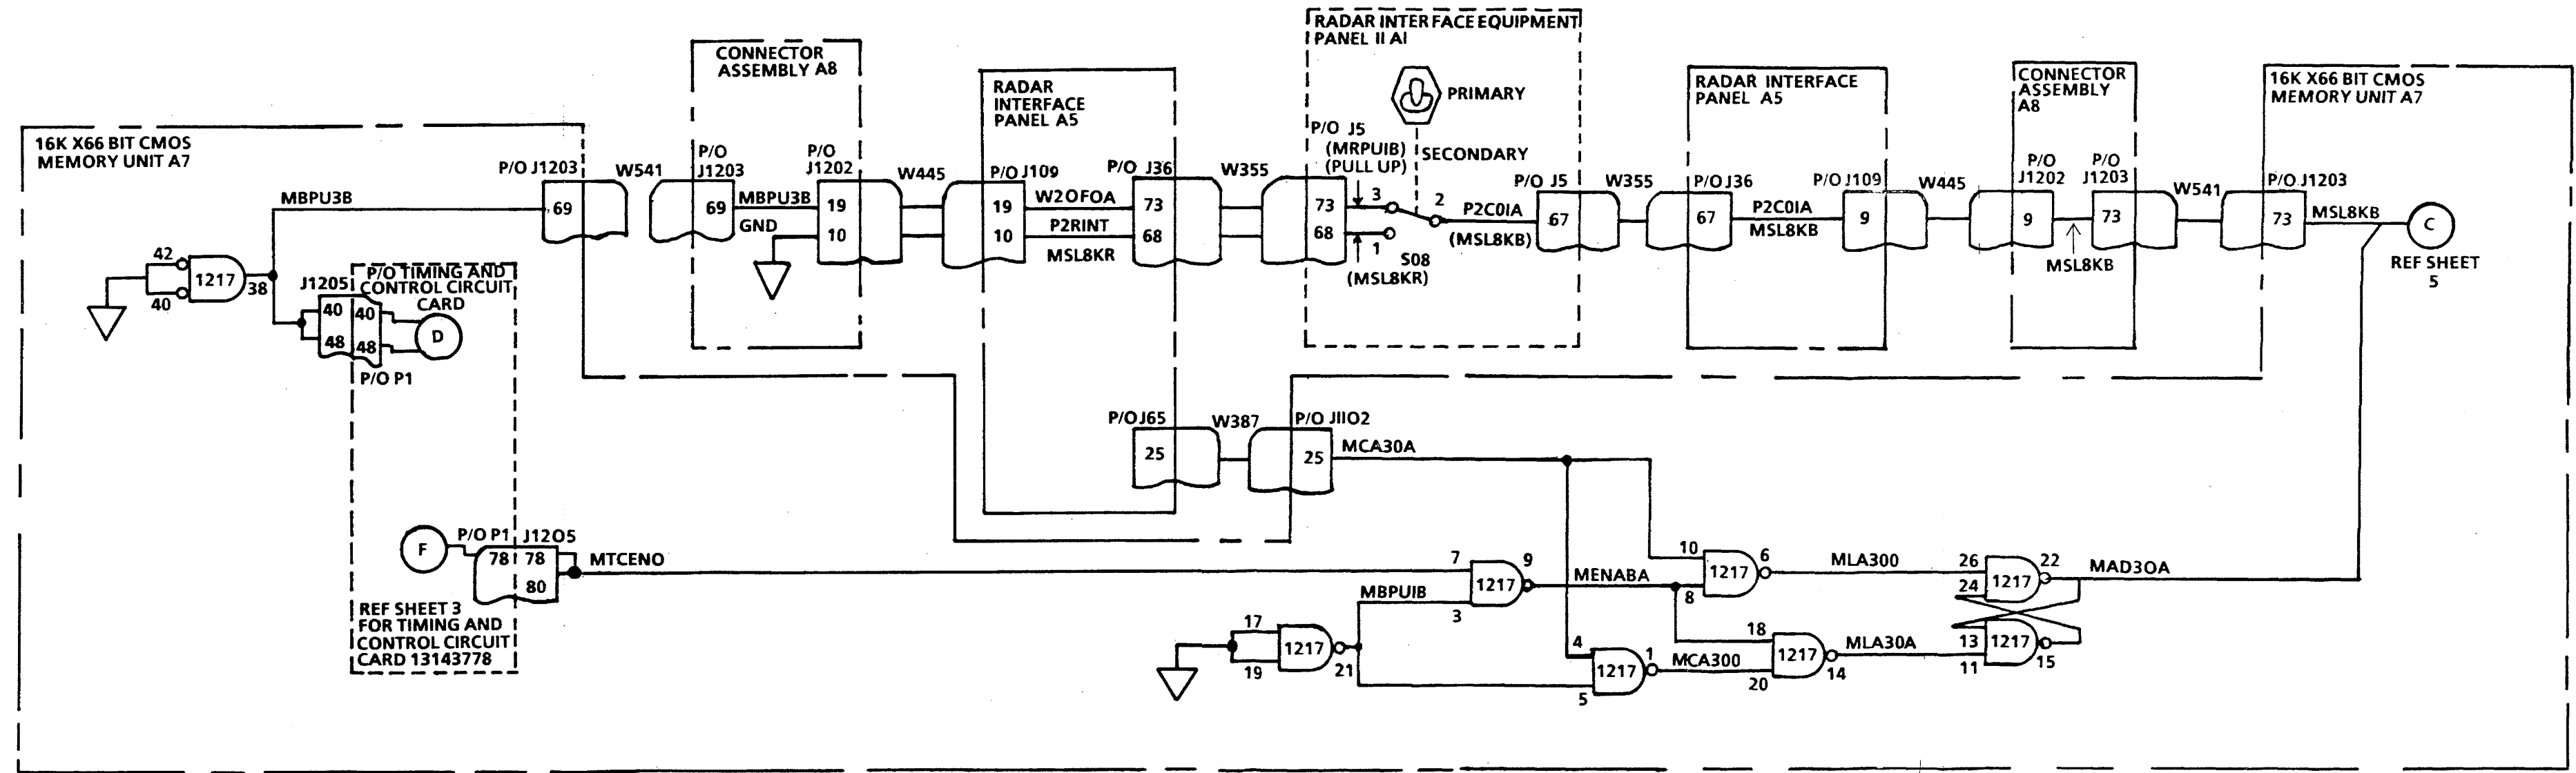 RADAR INTERFACE EQUIPMENT
PANEL II AI
CONNECTOR
ASSEMBLY A8
RADAR
INTERFACE
PANEL A5
PRIMARY
SECONDARY
RADAR INTERFACE
PANEL A5
CONNECTOR
ASSEMBLY
A8
16K X66 BIT CMOS
MEMORY UNIT A7
16K X66 BIT CMOS
MEMORY UNIT A7
P/O J1203
W541
P/O
J1203
P/O
J1202
W445
P/O J109
P/O J36
W355
P/O J5
(MRPUIB)
(PULL UP)
P/O J5
W355
P/O J36
P/O J109
W445
P/O
J1202
P/O
J1203
W541
P/O J1203
MBPU3B
69
69
MBPU3B
19
19
W2OFOA
73
73
3
2
P2C0IA
(MSL8KB)
67
67
P2C0IA
MSL8KB
9
9
73
MSL8KB
73
MSL8KB
C
REF SHEET
5
GND
10
10
P2RINT
MSL8KR
68
68
1
S08
(MSL8KR)
42
40
1217
38
J1205
P/O TIMING AND
CONTROL CIRCUIT
CARD
40
40
48
48
D
P/O P1
P/O J65
W387
P/O JIIO2
25
25
MCA30A
F
P/O P1
J12O5
78
78
80
MTCENO
REF SHEET 3
FOR TIMING AND
CONTROL CIRCUIT
CARD 13143778
7
3
1217
9
MENABA
MBPUIB
17
19
1217
21
10
8
1217
6
MLA300
4
5
1217
1
MCA300
18
20
1217
14
MLA30A
26
24
1217
22
MAD3OA
13
11
1217
15